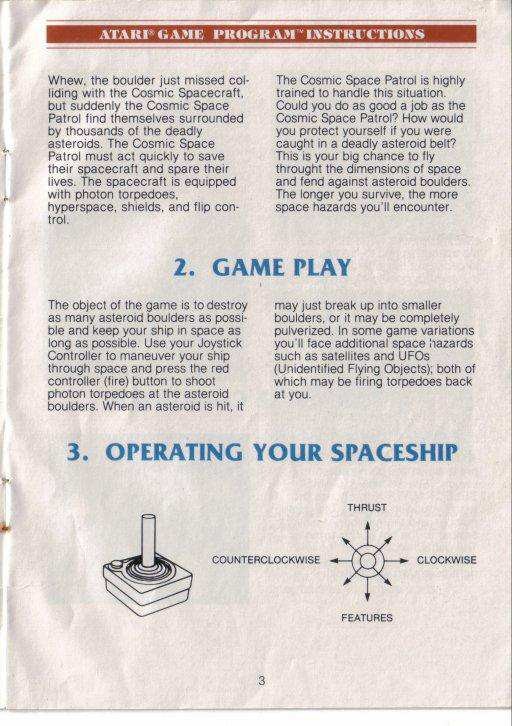 ATARI® GAME PROGRAM™ INSTRUCTIONS
Whew, the boulder just missed col-
liding with the Cosmic Spacecraft,
but suddenly the Cosmic Space
Patrol find themselves surrounded
by thousands of the deadly
asteroids. The Cosmic Space
Patrol must act quickly to save
their spacecraft and spare their
lives. The spacecraft is equipped
with photon torpedoes,
hyperspace, shields, and flip con-
trol.
The Cosmic Space Patrol is highly
trained to handle this situation.
Could you do as good a job as the
Cosmic Space Patrol? How would
you protect yourself if you were
caught in a deadly asteroid belt?
This is your big chance to fly
throught the dimensions of space
and fend against asteroid boulders.
The longer you survive, the more
space hazards you'll encounter.
2. GAME PLAY
The object of the game is to destroy
as many asteroid boulders as possi-
ble and keep your ship in space as
long as possible. Use your Joystick
Controller to maneuver your ship
through space and press the red
controller (fire) button to shoot
photon torpedoes at the asteroid
boulders. When an asteroid is hit, it
may just break up into smaller
boulders, or it may be completely
pulverized. In some game variations
you'll face additional space hazards
such as satellites and UFOs
(Unidentified Flying Objects); both of
which may be firing torpedoes back
at you.
3. OPERATING YOUR SPACESHIP
THRUST
COUNTERCLOCKWISE
CLOCKWISE
FEATURES
3